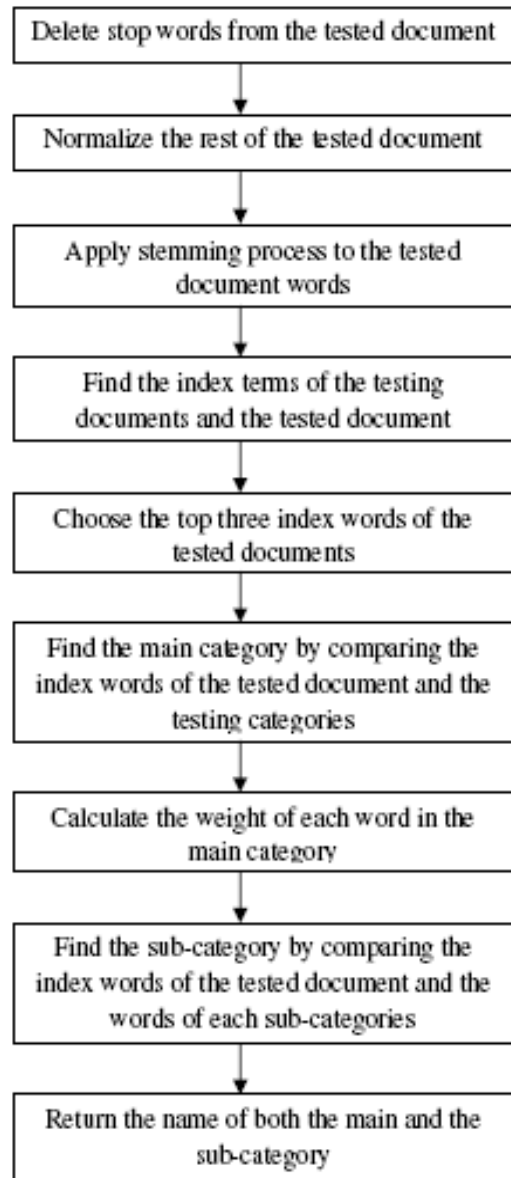 Delete stop words from the tested document
Normalize the rest of the tested document
Apply stemming process to the tested
document words
Find the index terms of the testing
documents and the tested document
Choose the top three index words of the
tested documents
Find the main category by comparing the
index words of the tested document and the
testing categories
Calculate the weight of each word in the
main category
Find the sub-category by comparing the
index words of the tested document and the
words of each sub-categories
Return the name of both the main and the
sub-category